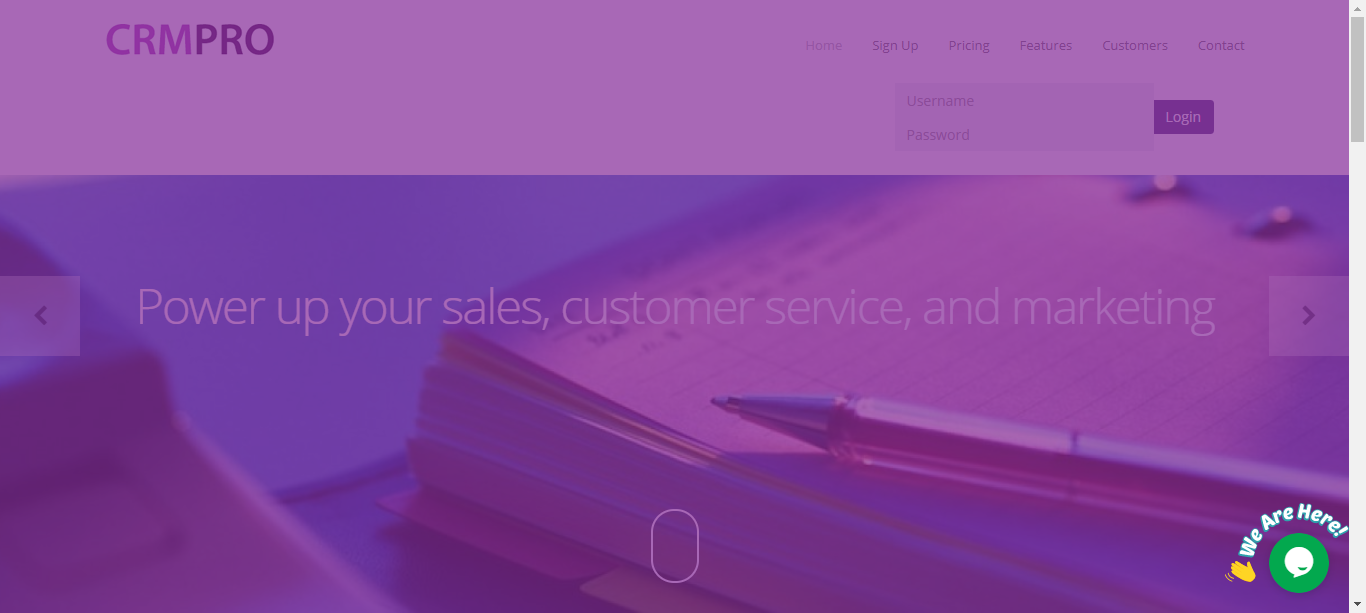 CRMPRO
Home Sign Up Pricing Features Customers Contact
Username
Password
Login
Power up your sales, customer service, and marketing
We Are Here!